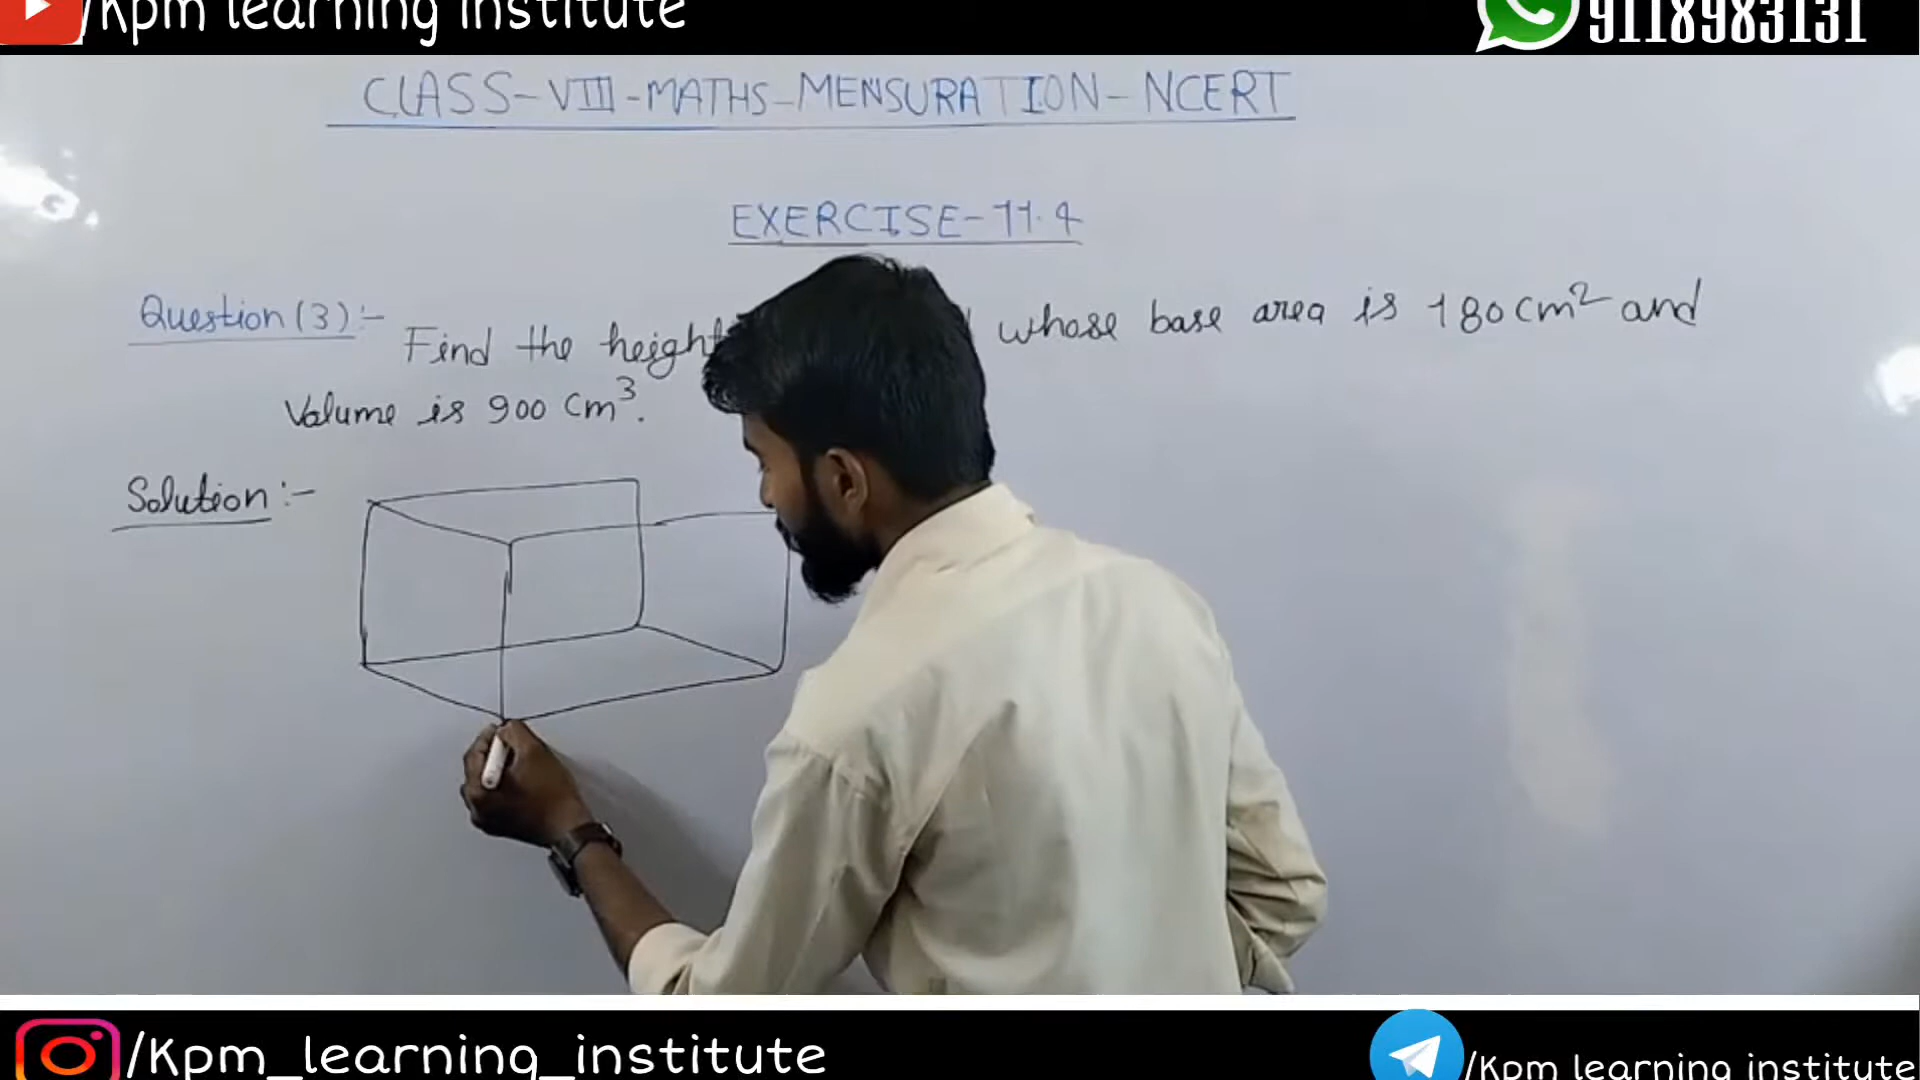 /Kpm learning institute
9118983131
CLASS-VIII-MATHS-MENSURATION-NCERT
EXERCISE-11.4
Question (3):- Find the height whose base area is 180 cm² and
Volume is 900 cm³.
Solution:-
/Kpm_learning_institute
/Kpm learning institute